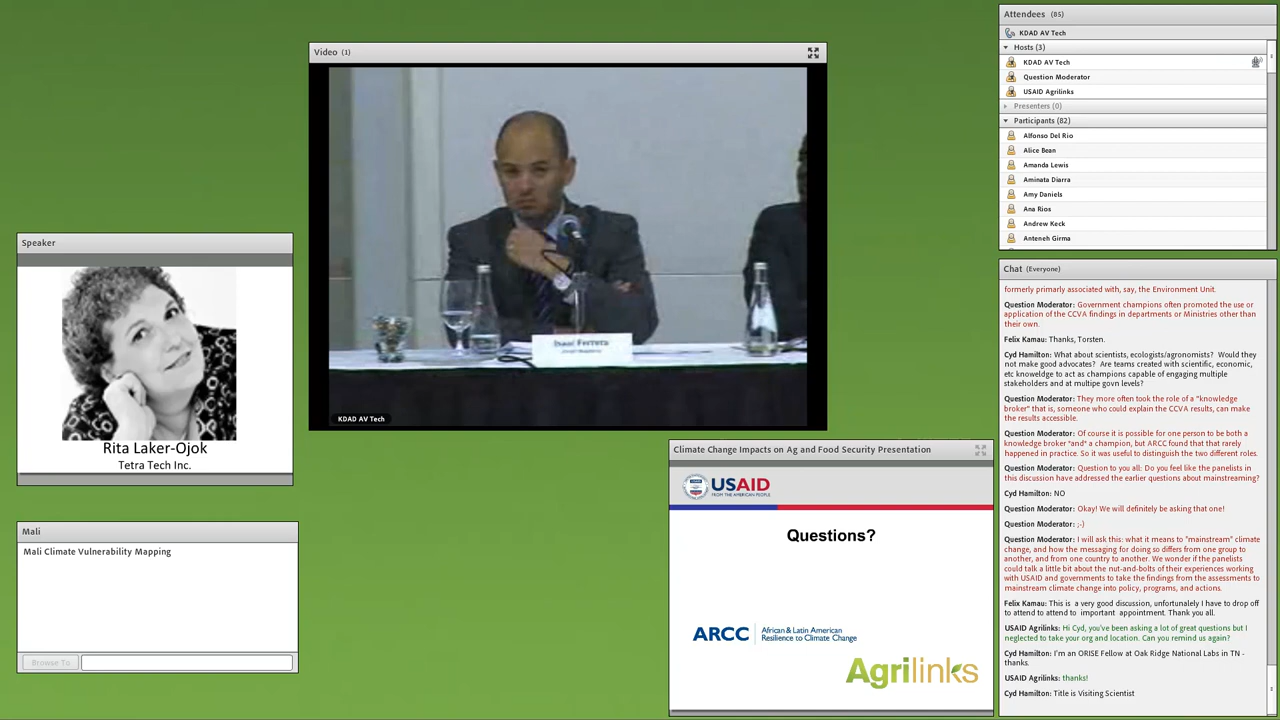 Video (1)
KDAD AV Tech
Isaac Ferrera
Speaker
Rita Laker-Ojok
Tetra Tech Inc.
Mali
Mali Climate Vulnerability Mapping
Browse To
Climate Change Impacts on Ag and Food Security Presentation
USAID
FROM THE AMERICAN PEOPLE
Questions?
ARCC
African & Latin American
Resilience to Climate Change
Agrilinks
Attendees (85)
KDAD AV Tech
Hosts (3)
KDAD AV Tech
Question Moderator
USAID Agrilinks
Presenters (0)
Participants (82)
Alfonso Del Rio
Alice Bean
Amanda Lewis
Aminata Diarra
Amy Daniels
Ana Rios
Andrew Keck
Anteneh Girma
Chat (Everyone)
formerly primarly associated with, say, the Environment Unit.
Question Moderator: Government champions often promoted the use or
application of the CCVA findings in departments or Ministries other than
their own.
Felix Kamau: Thanks, Torsten.
Cyd Hamilton: What about scientists, ecologists/agronomists? Would they
not make good advocates? Are teams created with scientific, economic,
etc knoweldge to act as champions capable of engaging multiple
stakeholders and at multipe govn levels?
Question Moderator: They more often took the role of a "knowledge
broker" that is, someone who could explain the CCVA results, can make
the results accessible.
Question Moderator: Of course it is possible for one person to be both a
knowledge broker *and* a champion, but ARCC found that that rarely
happened in practice. So it was useful to distinguish the two different roles.
Question Moderator: Question to you all: Do you feel like the panelists in
this discussion have addressed the earlier questions about mainstreaming?
Cyd Hamilton: NO
Question Moderator: Okay! We will definitely be asking that one!
Question Moderator: ;-)
Question Moderator: I will ask this: what it means to "mainstream" climate
change, and how the messaging for doing so differs from one group to
another, and from one country to another. We wonder if the panelists
could talk a little bit about the nut-and-bolts of their experiences working
with USAID and governments to take the findings from the assessments to
mainstream climate change into policy, programs, and actions.
Felix Kamau: This is a very good discussion, unfortunately I have to drop off
to attend to attend to important appointment. Thank you all.
USAID Agrilinks: Hi Cyd, you've been asking a lot of great questions but I
neglected to take your org and location. Can you remind us again?
Cyd Hamilton: I'm an ORISE Fellow at Oak Ridge National Labs in TN -
thanks.
USAID Agrilinks: thanks!
Cyd Hamilton: Title is Visiting Scientist